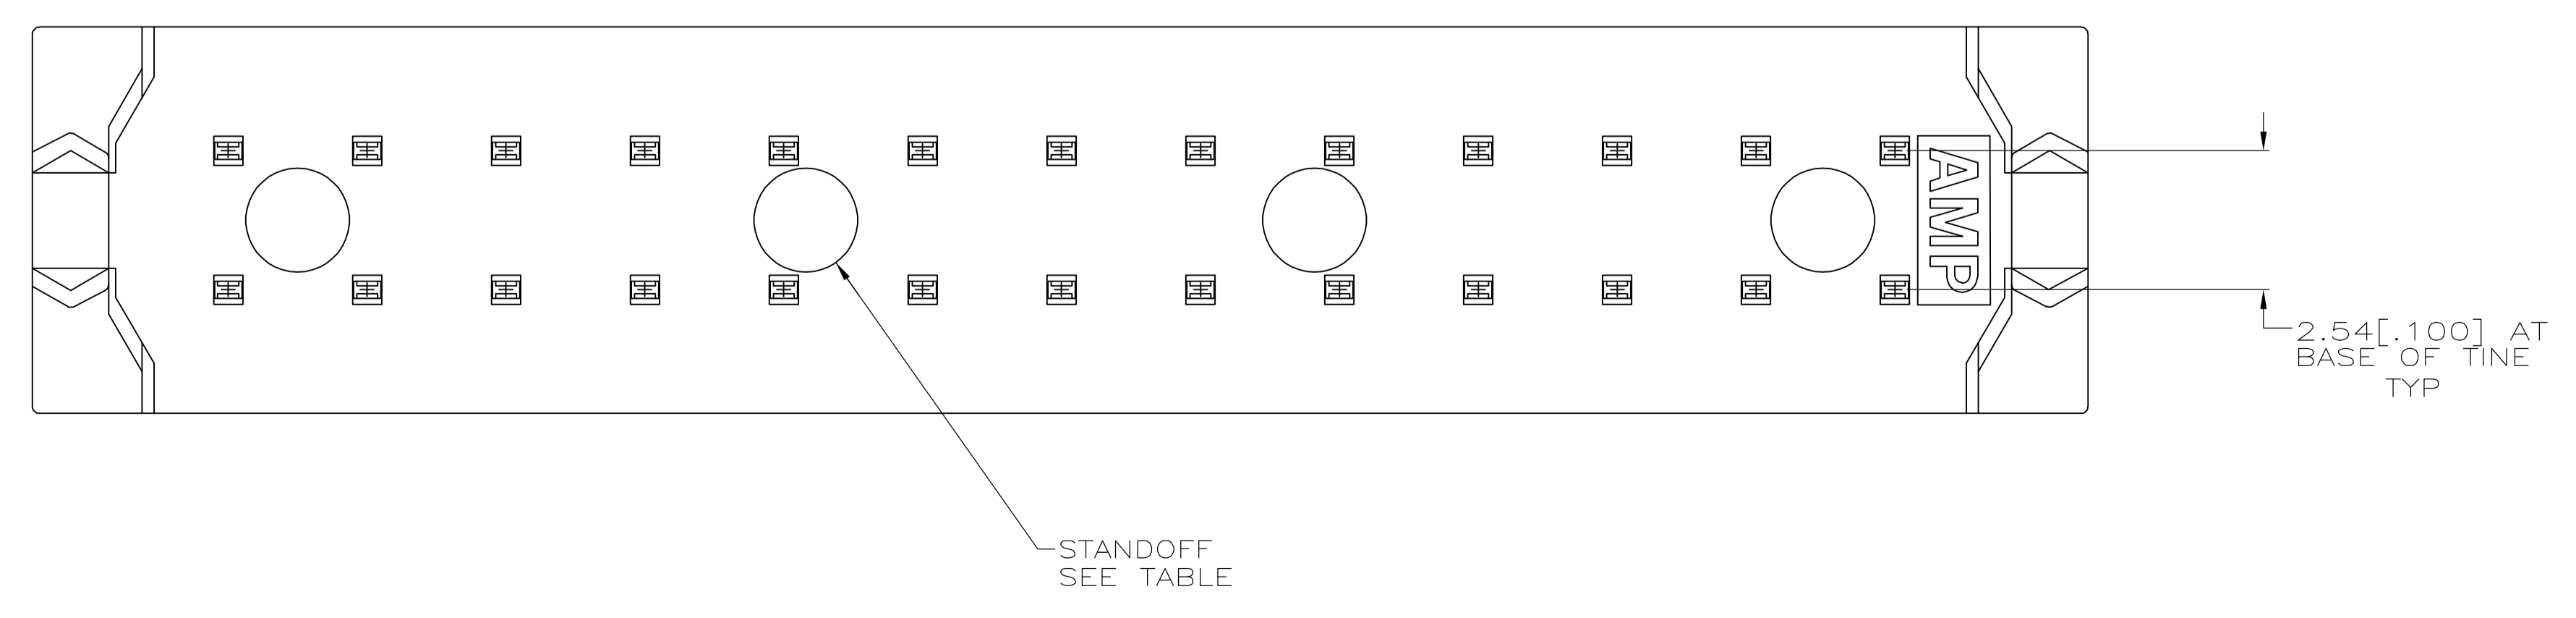 AMP
2.54[.100] AT
BASE OF TINE
TYP
STANDOFF
SEE TABLE